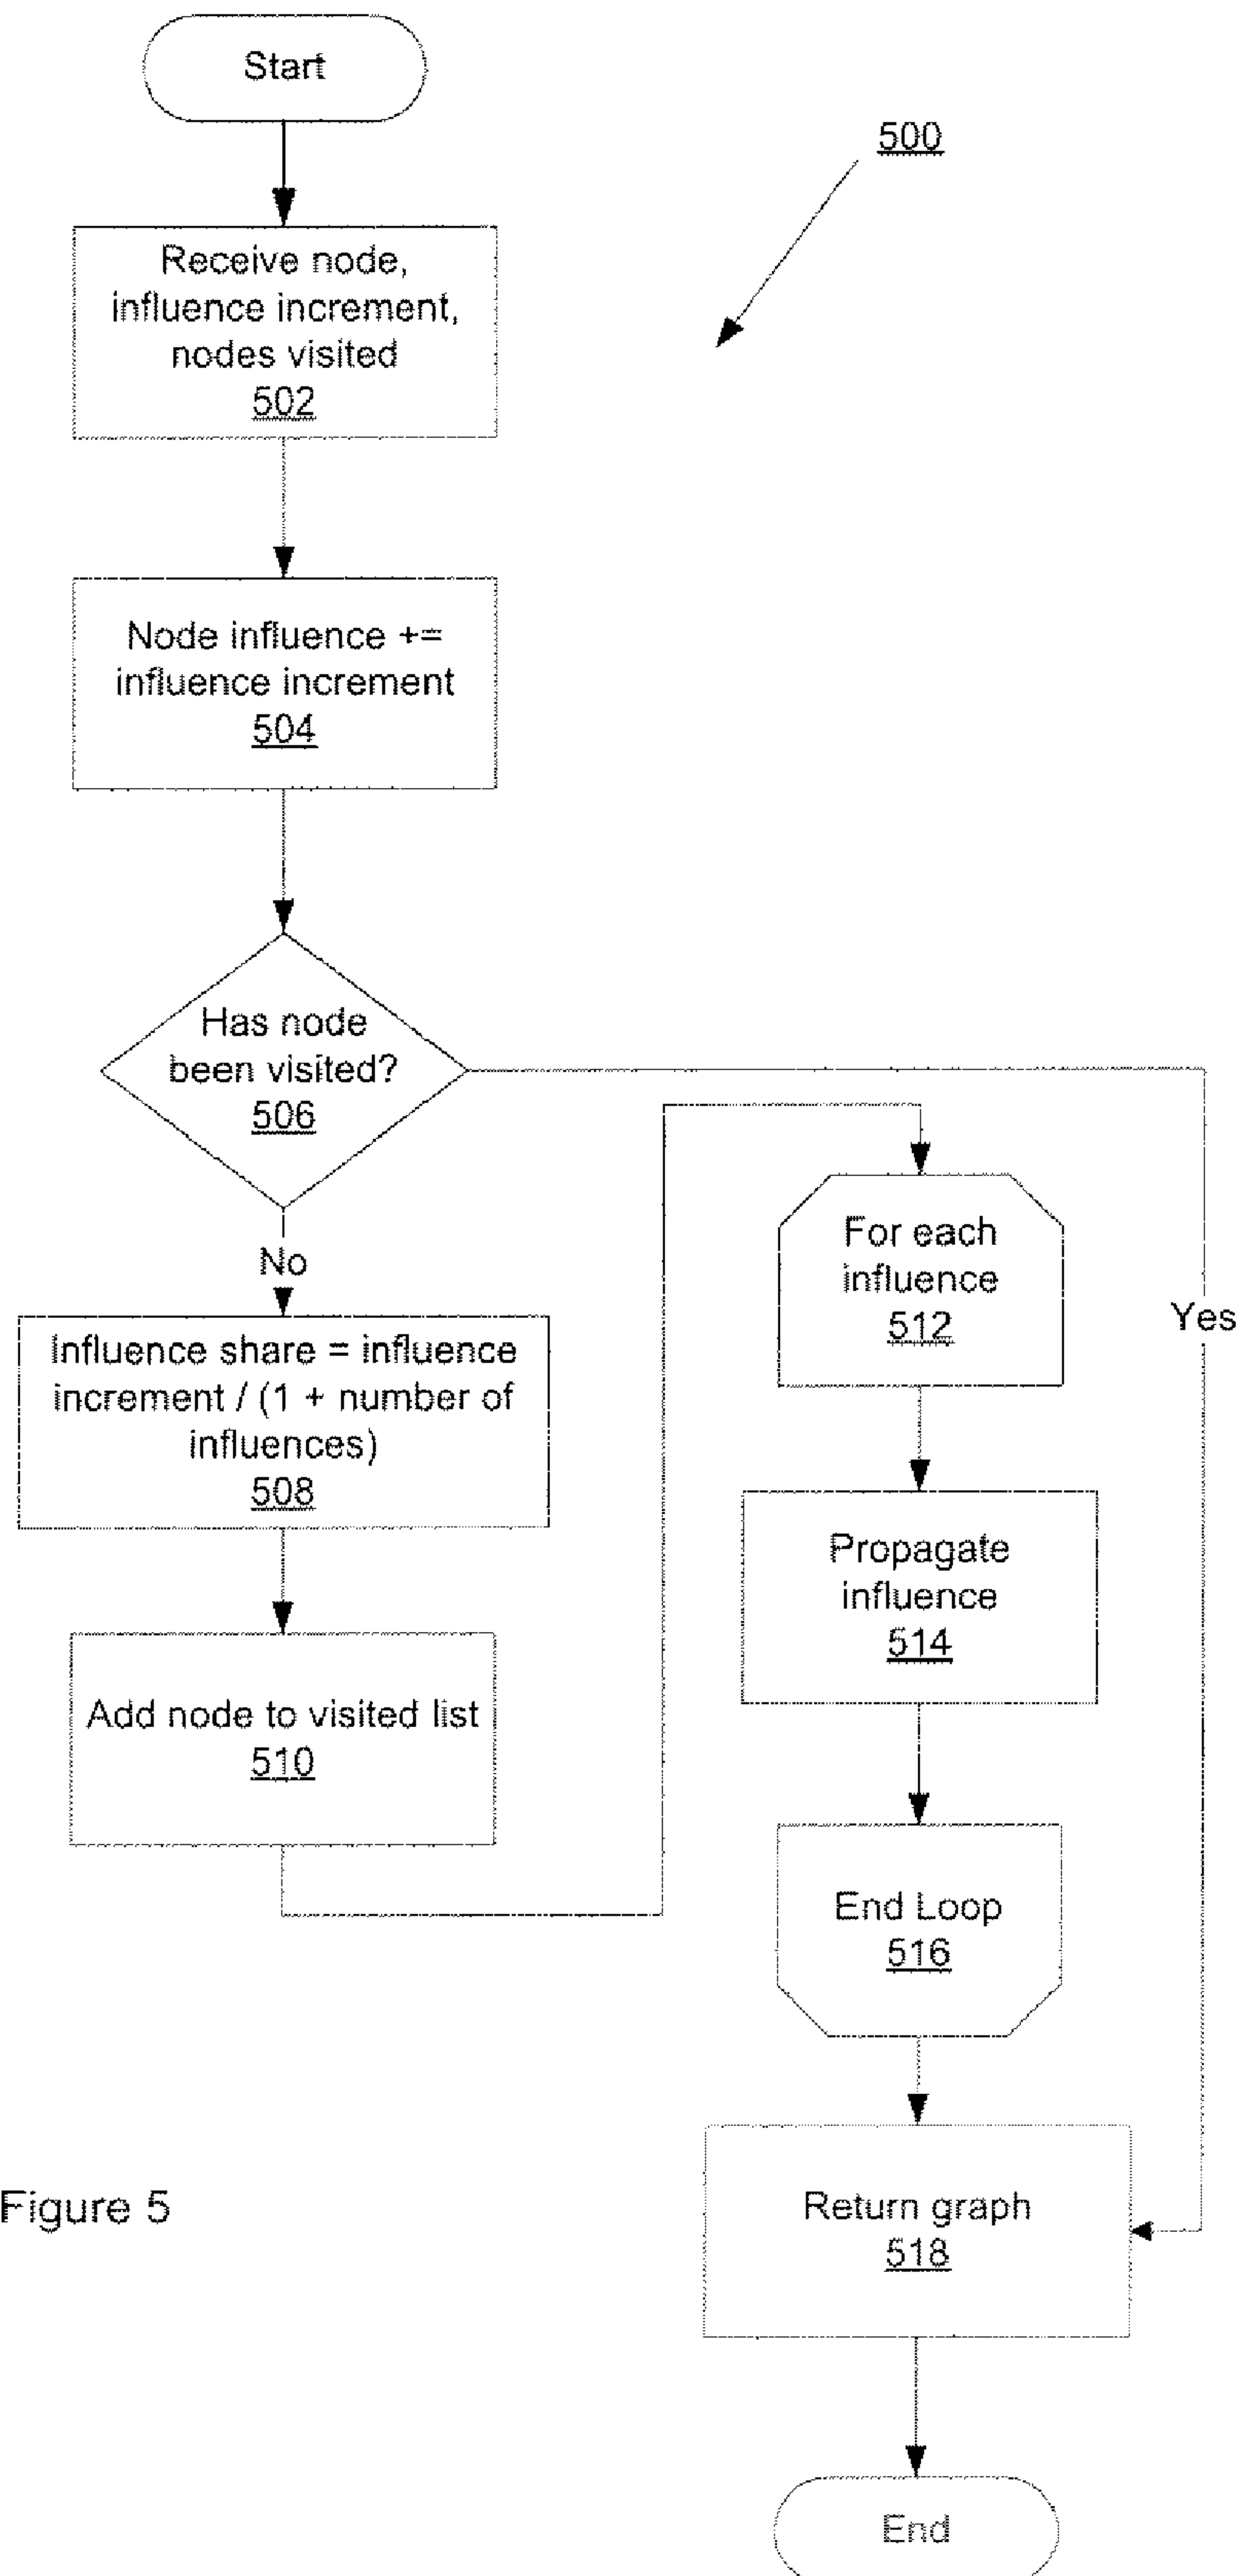 Start
500
Receive node,
influence increment,
nodes visited
502
Node influence +=
influence increment
504
Has node
been visited?
506
No
Influence share = influence
increment / (1 + number of
influences)
508
Add node to visited list
510
For each
influence
512
Yes
Propagate
influence
514
End Loop
516
Return graph
518
End
Figure 5